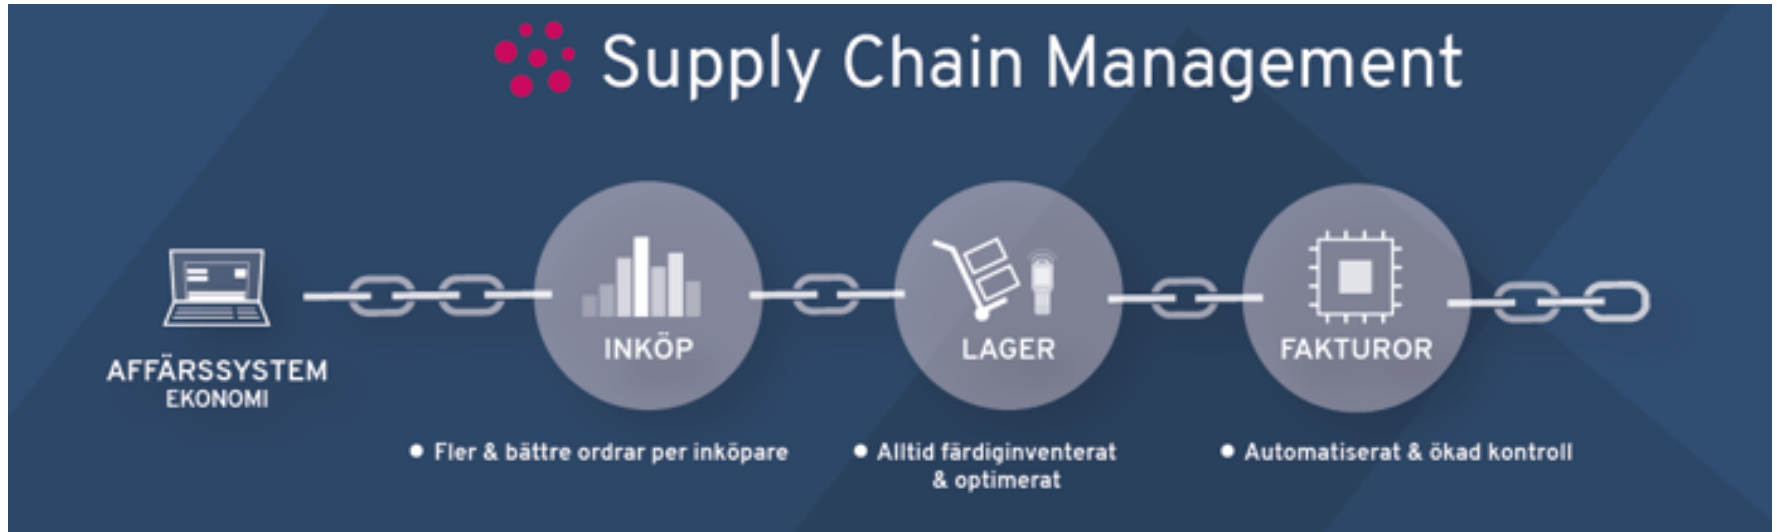 Supply Chain Management
AFFÄRSSYSTEM
EKONOMI
INKÖP
LAGER
FAKTUROR
• Fler & bättre ordrar per inköpare
• Alltid färdiginventerat
& optimerat
• Automatiserat & ökad kontroll